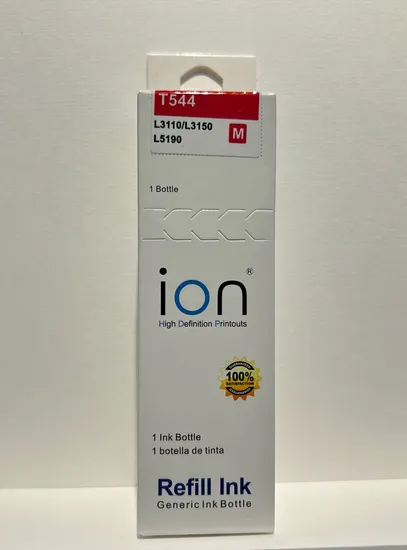 T544
L3110/L3150
L5190
M
1 Bottle
ion®
High Definition Printouts
100%
SATISFACTION
1 Ink Bottle
1 botella de tinta
Refill Ink
Generic Ink Bottle